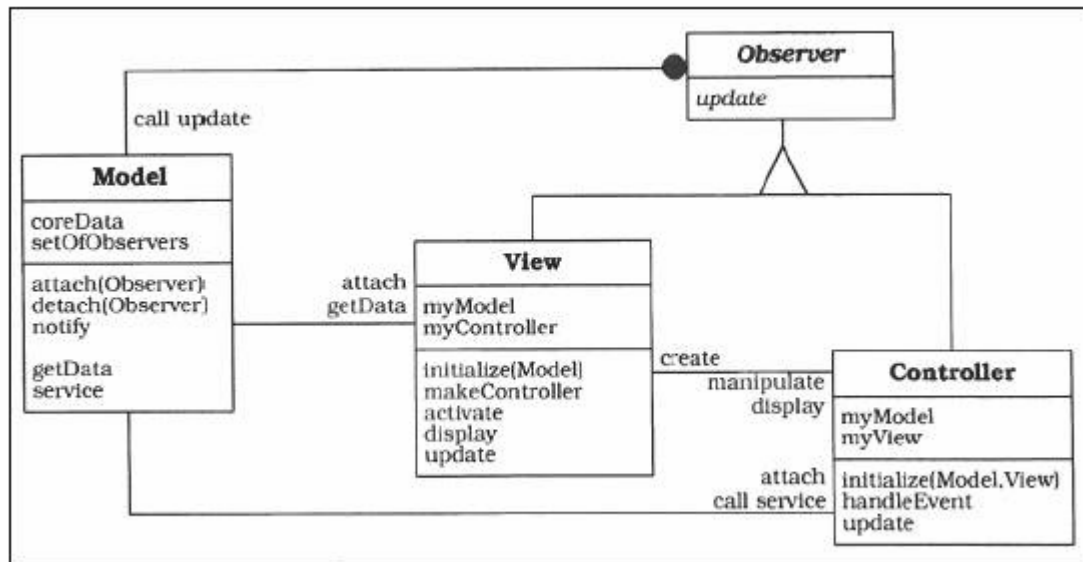 Observer
update
call update
Model
coreData
setOfObservers
attach(Observer)
detach(Observer)
notify
getData
service
attach
getData
View
myModel
myController
initialize(Model)
makeController
activate
display
update
create
manipulate
display
Controller
myModel
myView
attach
call service
initialize(Model,View)
handleEvent
update